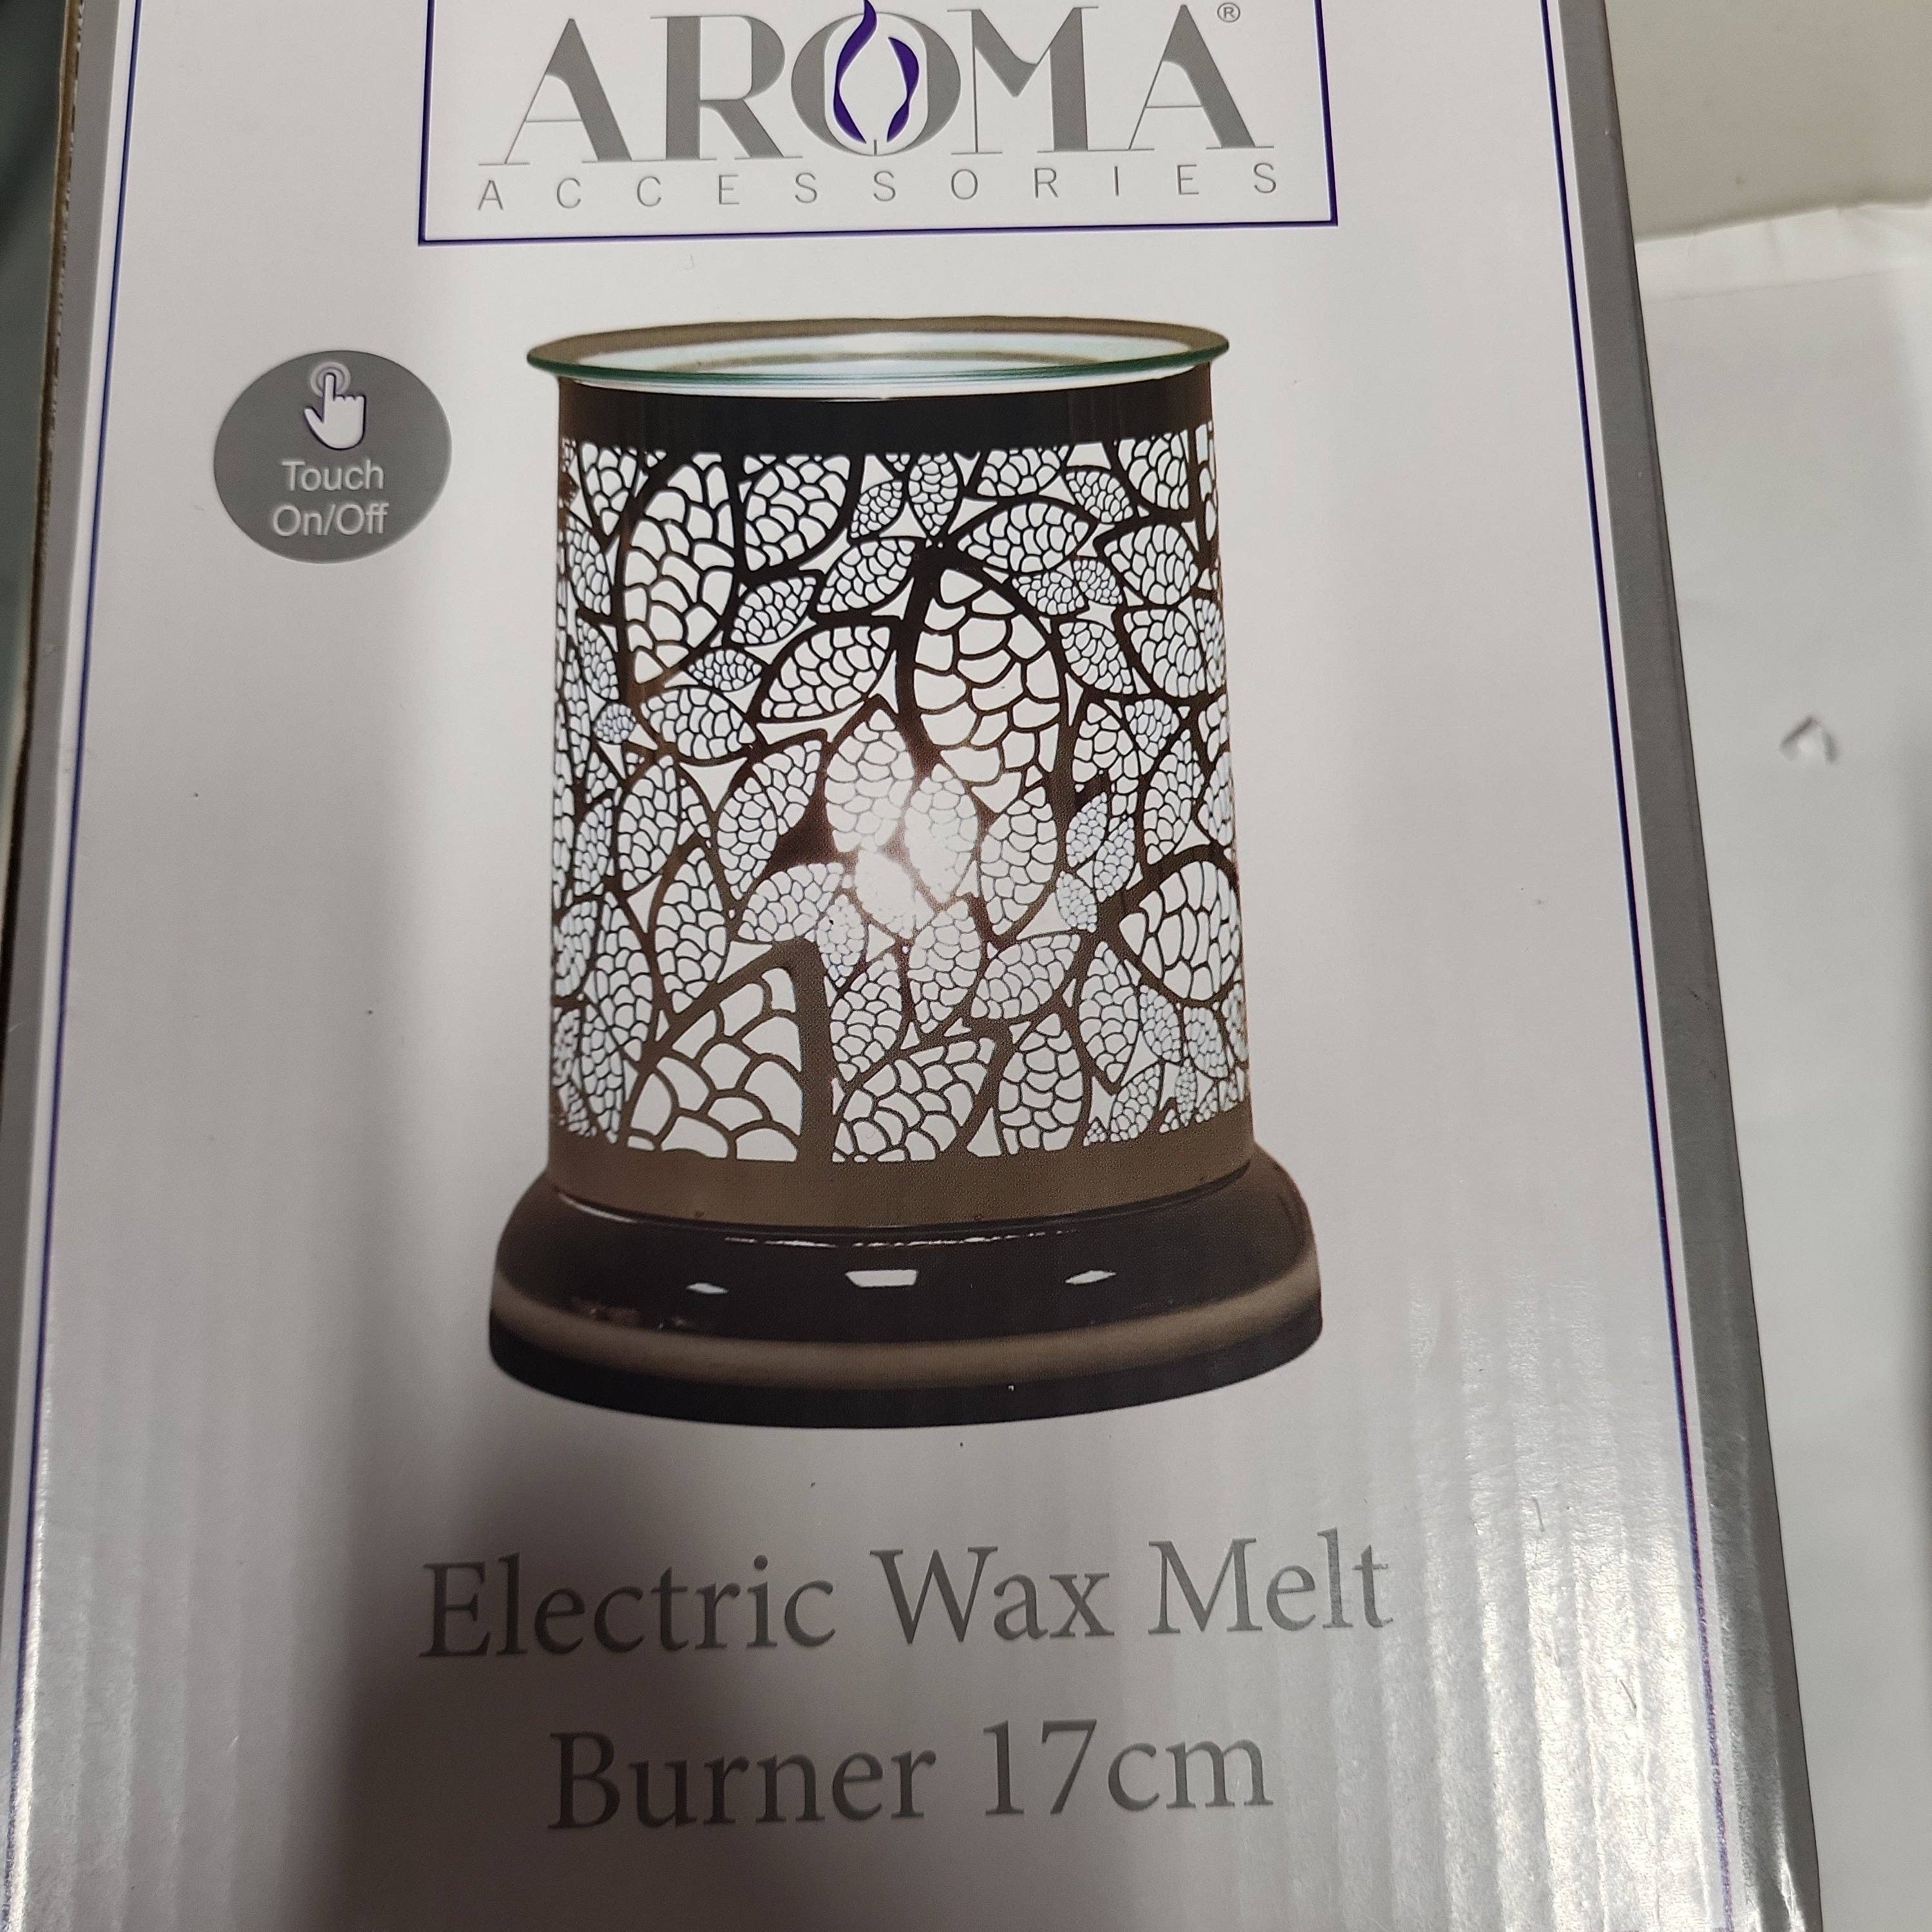 AROMA®
ACCESSORIES
Touch
On/Off
Electric Wax Melt
Burner 17cm